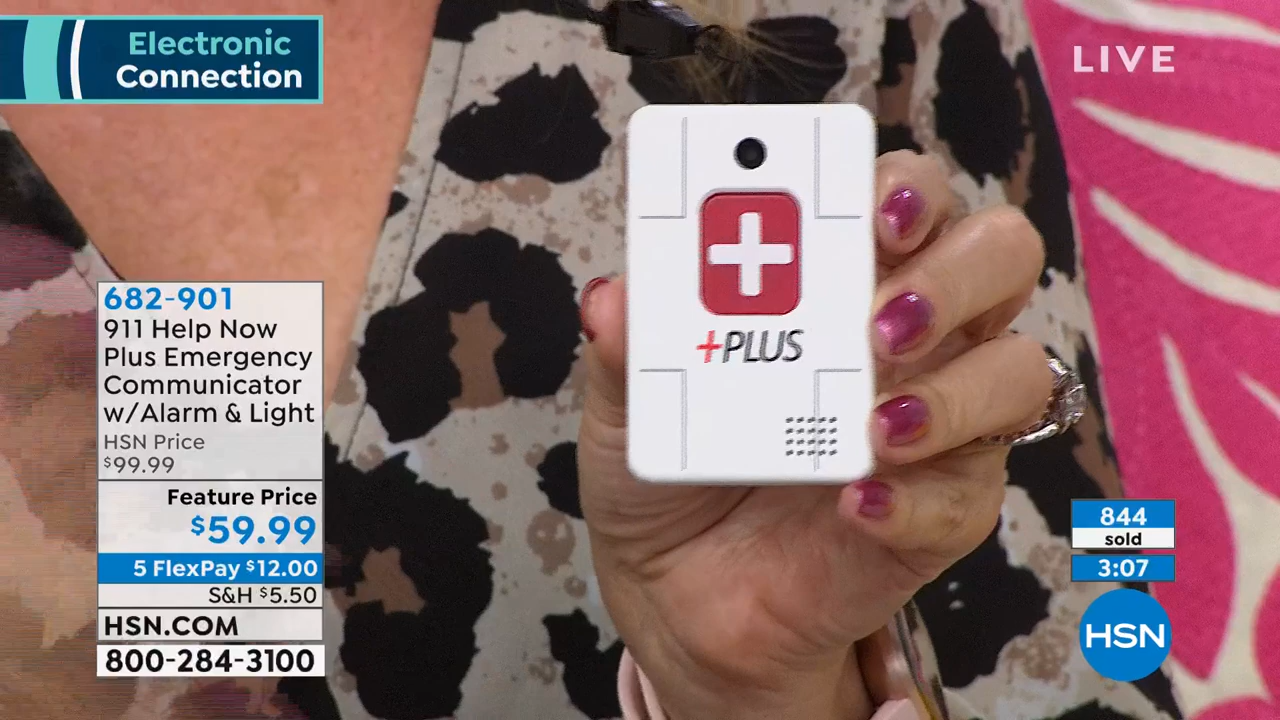 Electronic
Connection
LIVE
682-901
911 Help Now
Plus Emergency
Communicator
w/Alarm & Light
HSN Price
$99.99
Feature Price
$59.99
5 FlexPay $12.00
S&H $5.50
HSN.COM
800-284-3100
+PLUS
844
sold
3:07
HSN